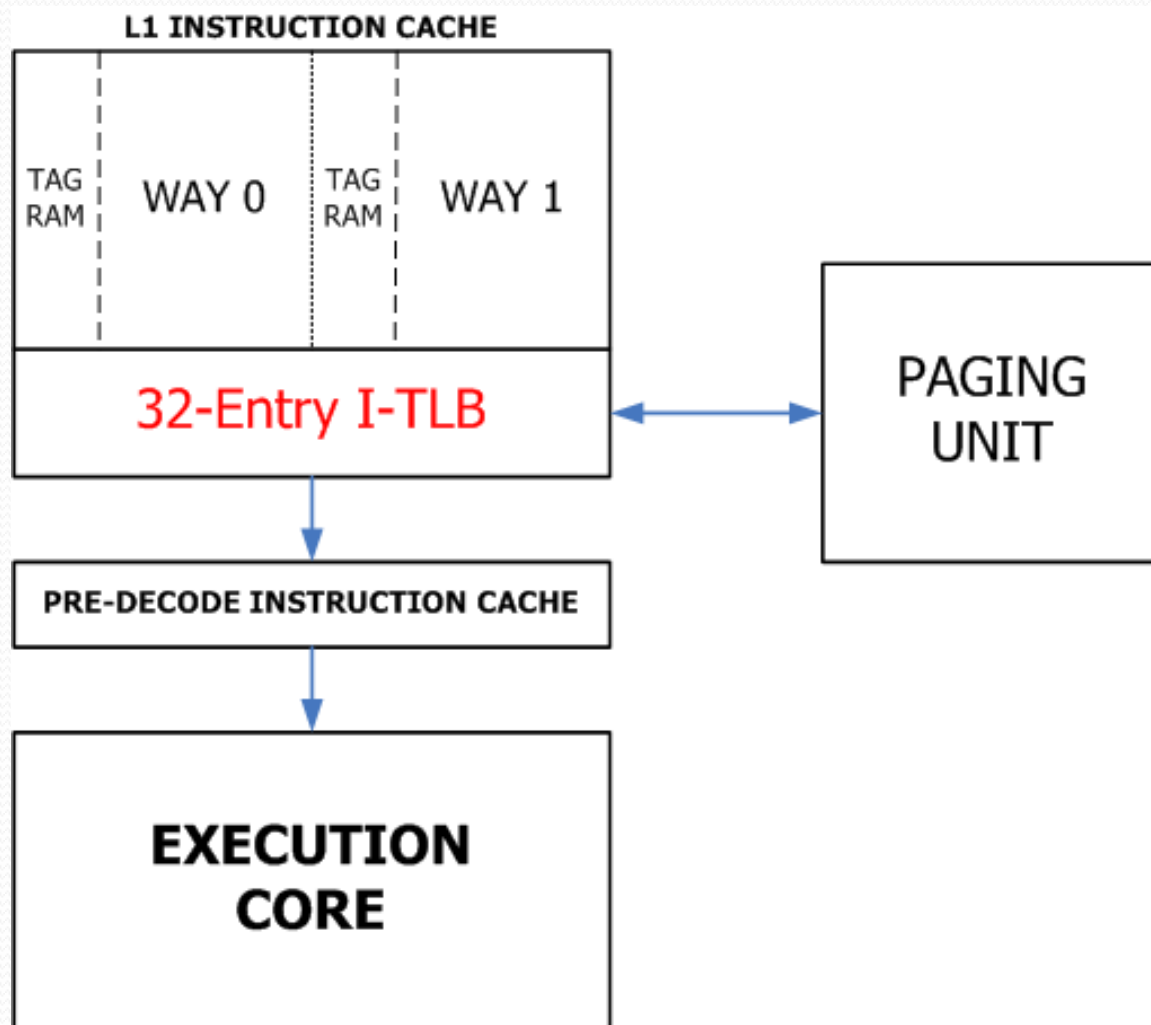 L1 INSTRUCTION CACHE
TAG
RAM
WAY 0
TAG
RAM
WAY 1
32-Entry I-TLB
PAGING
UNIT
PRE-DECODE INSTRUCTION CACHE
EXECUTION
CORE